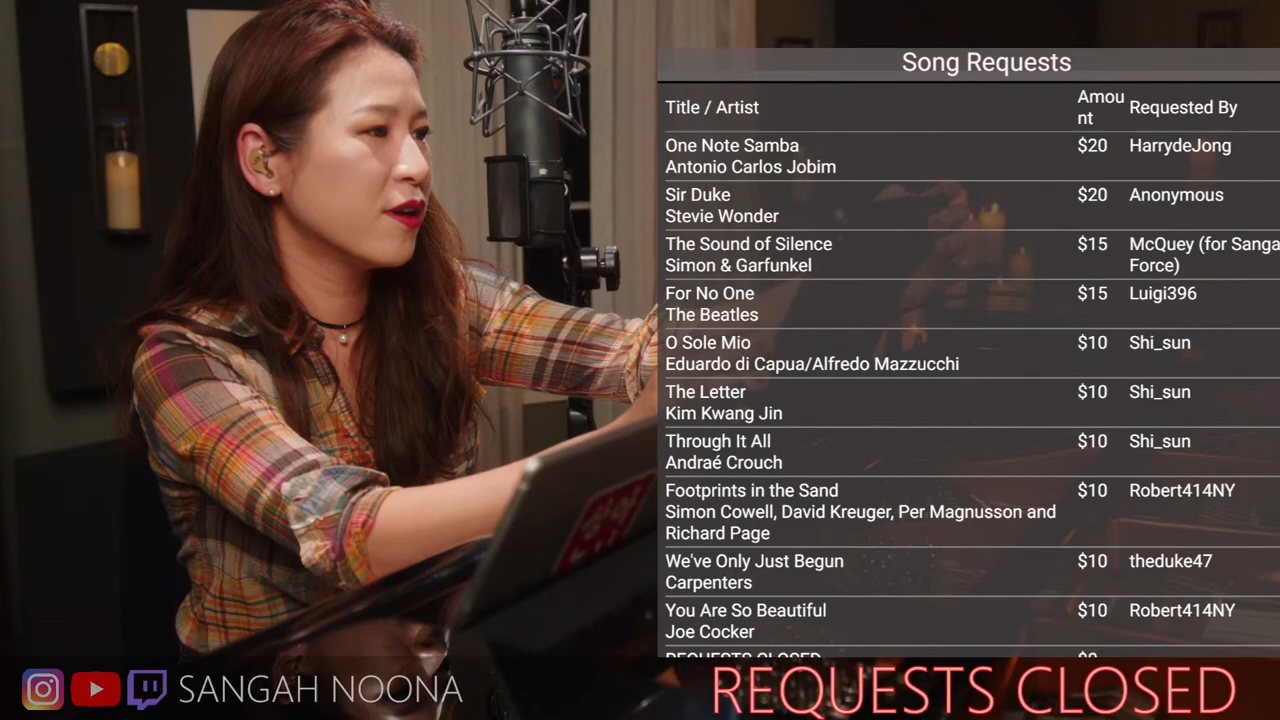 Song Requests
Title / Artist
Amou
nt
Requested By
One Note Samba
Antonio Carlos Jobim
$20
HarrydeJong
Sir Duke
Stevie Wonder
$20
Anonymous
The Sound of Silence
Simon & Garfunkel
$15
McQuey (for Sanga
Force)
For No One
The Beatles
$15
Luigi396
O Sole Mio
Eduardo di Capua/Alfredo Mazzucchi
$10
Shi_sun
The Letter
Kim Kwang Jin
$10
Shi_sun
Through It All
Andraé Crouch
$10
Shi_sun
Footprints in the Sand
Simon Cowell, David Kreuger, Per Magnusson and
Richard Page
$10
Robert414NY
We've Only Just Begun
Carpenters
$10
theduke47
You Are So Beautiful
Joe Cocker
$10
Robert414NY
REQUESTS CLOSED
SANGAH NOONA
REQUESTS CLOSED